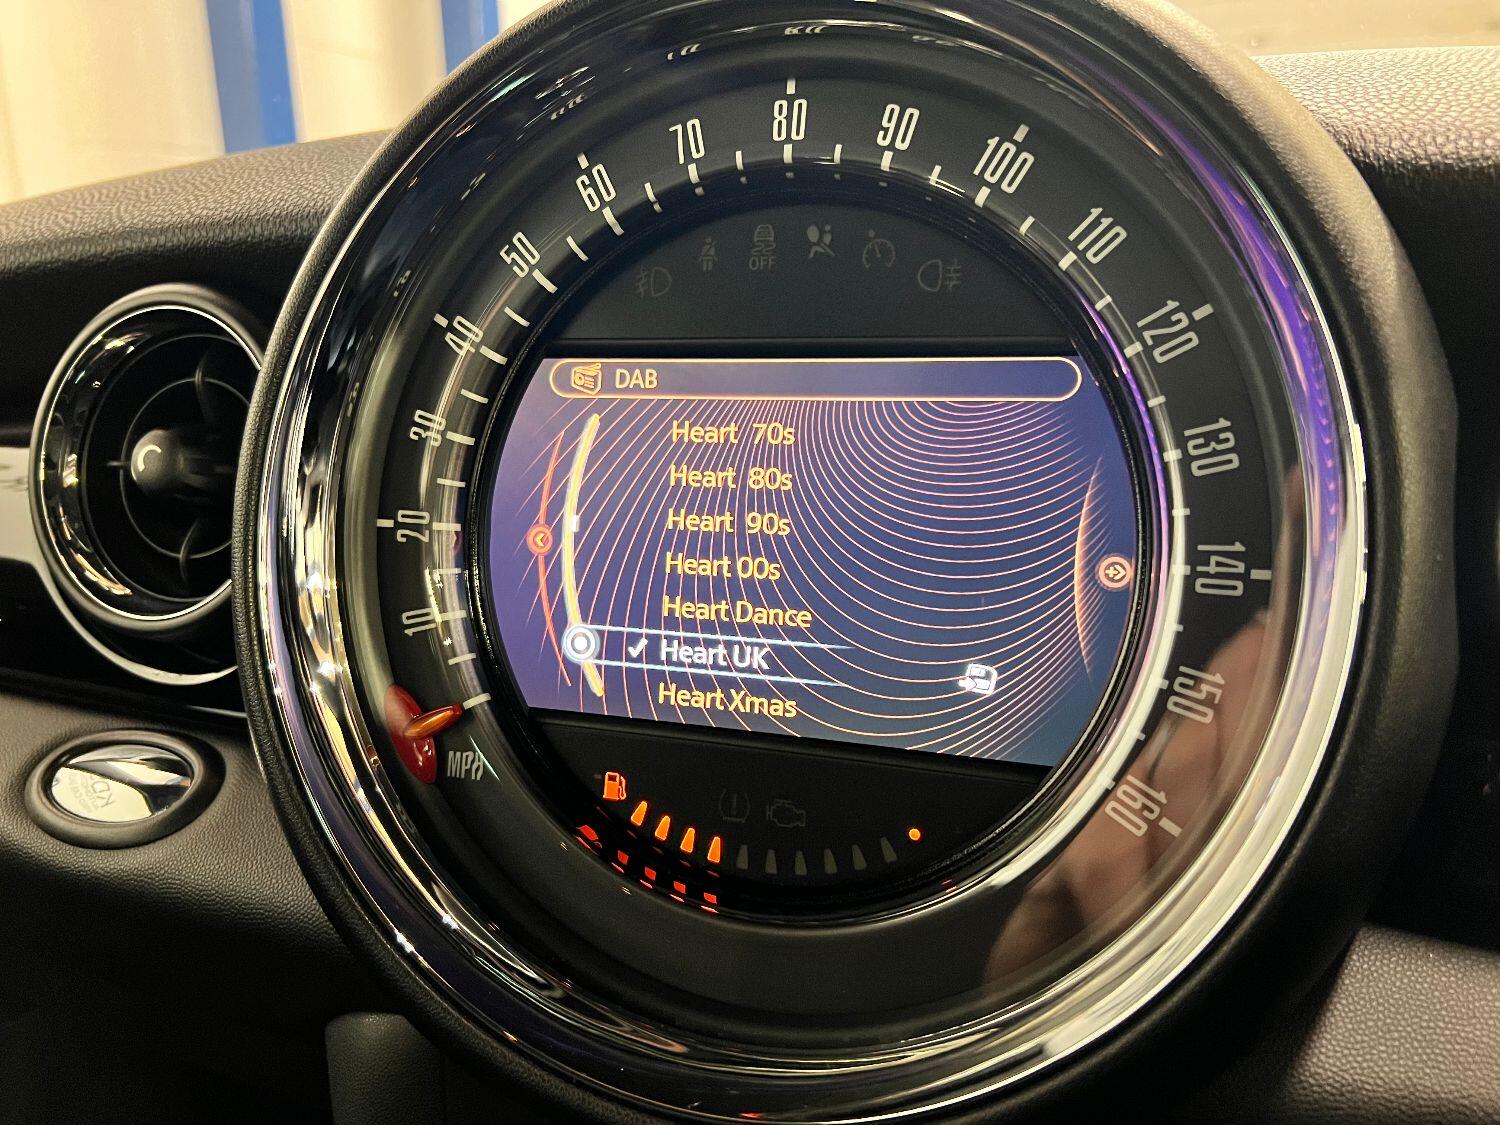 10
20
30
40
50
60
70
80
90
100
110
120
130
140
150
160
MPH
OFF
DAB
Heart 70s
Heart 80s
Heart 90s
Heart 00s
Heart Dance
✓ Heart UK
Heart Xmas